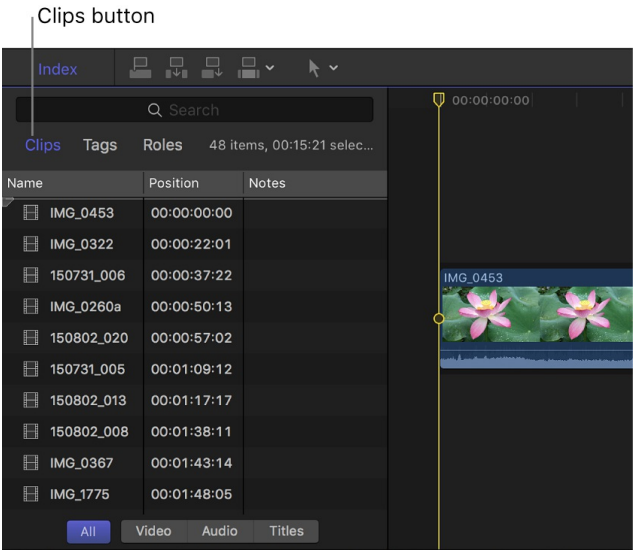 Clips button
Index
Search
00:00:00:00
Clips Tags Roles 48 items, 00:15:21 selec...
Name Position Notes
IMG_0453 00:00:00:00
IMG_0322 00:00:22:01
150731_006 00:00:37:22
IMG_0453
IMG_0260a 00:00:50:13
150802_020 00:00:57:02
150731_005 00:01:09:12
150802_013 00:01:17:17
150802_008 00:01:38:11
IMG_0367 00:01:43:14
IMG_1775 00:01:48:05
All Video Audio Titles